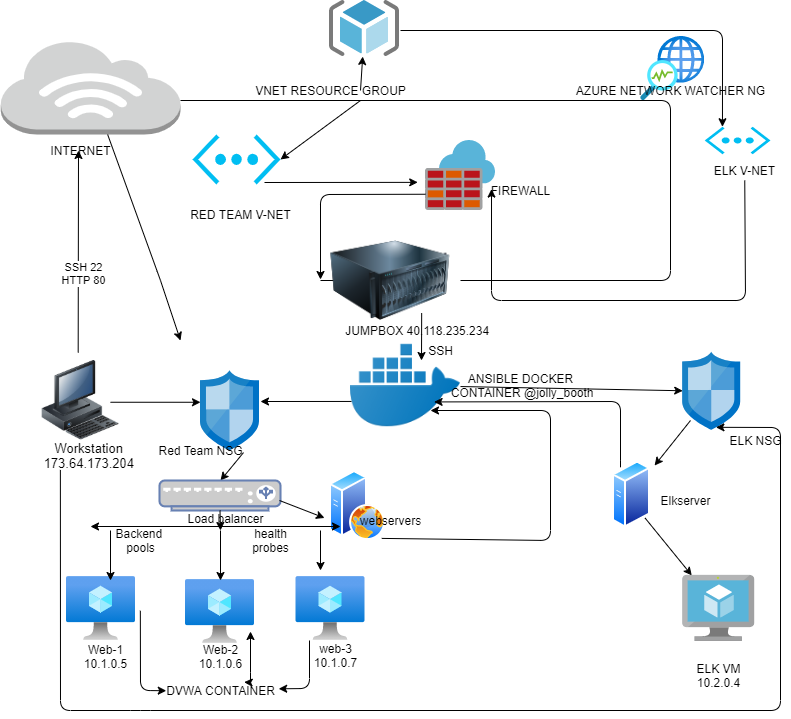 VNET RESOURCE GROUP
AZURE NETWORK WATCHER NG
INTERNET
ELK V-NET
FIREWALL
RED TEAM V-NET
SSH 22
HTTP 80
JUMPBOX 40.118.235.234
SSH
ANSIBLE DOCKER
CONTAINER @jolly_booth
Workstation
173.64.173.204
Red Team NSG
ELK NSG
Elkserver
Load balancer
webservers
Backend
pools
health
probes
Web-1
10.1.0.5
Web-2
10.1.0.6
web-3
10.1.0.7
ELK VM
10.2.0.4
DVWA CONTAINER